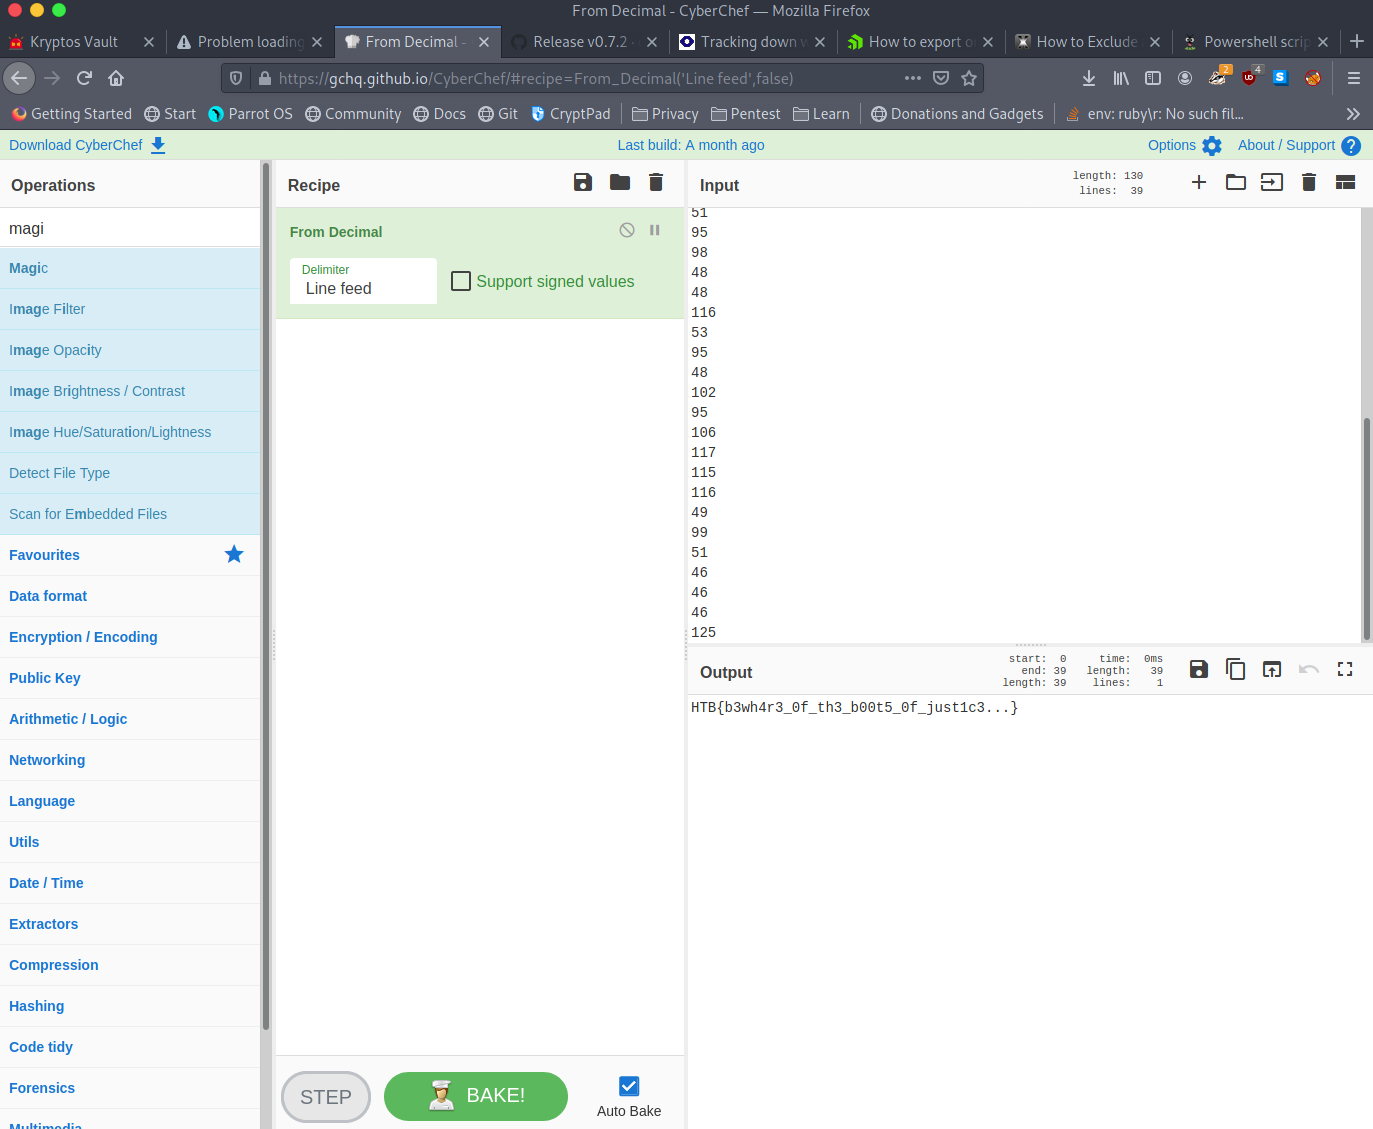 From Decimal - CyberChef — Mozilla Firefox
Kryptos Vault
Problem loading
From Decimal -
Release v0.7.2 -
Tracking down
How to export o
How to Exclude
Powershell scrip
https://gchq.github.io/CyberChef/#recipe=From_Decimal('Line feed',false)
2
4
Getting Started
Start
Parrot OS
Community
Docs
Git
CryptPad
Privacy
Pentest
Learn
Donations and Gadgets
env: ruby\r: No such fil...
Download CyberChef
Last build: A month ago
Options
About / Support
Operations
magi
Magic
Image Filter
Image Opacity
Image Brightness / Contrast
Image Hue/Saturation/Lightness
Detect File Type
Scan for Embedded Files
Favourites
Data format
Encryption / Encoding
Public Key
Arithmetic / Logic
Networking
Language
Utils
Date / Time
Extractors
Compression
Hashing
Code tidy
Forensics
Multimedia
Recipe
From Decimal
Delimiter
Line feed
Support signed values
STEP
BAKE!
Auto Bake
Input
length: 130
lines: 39
51
95
98
48
48
116
53
95
48
102
95
106
117
115
116
49
99
51
46
46
46
125
Output
start: 0 time: 0ms
end: 39 length: 39
length: 39 lines: 1
HTB{b3wh4r3_0f_th3_b00t5_0f_just1c3...}